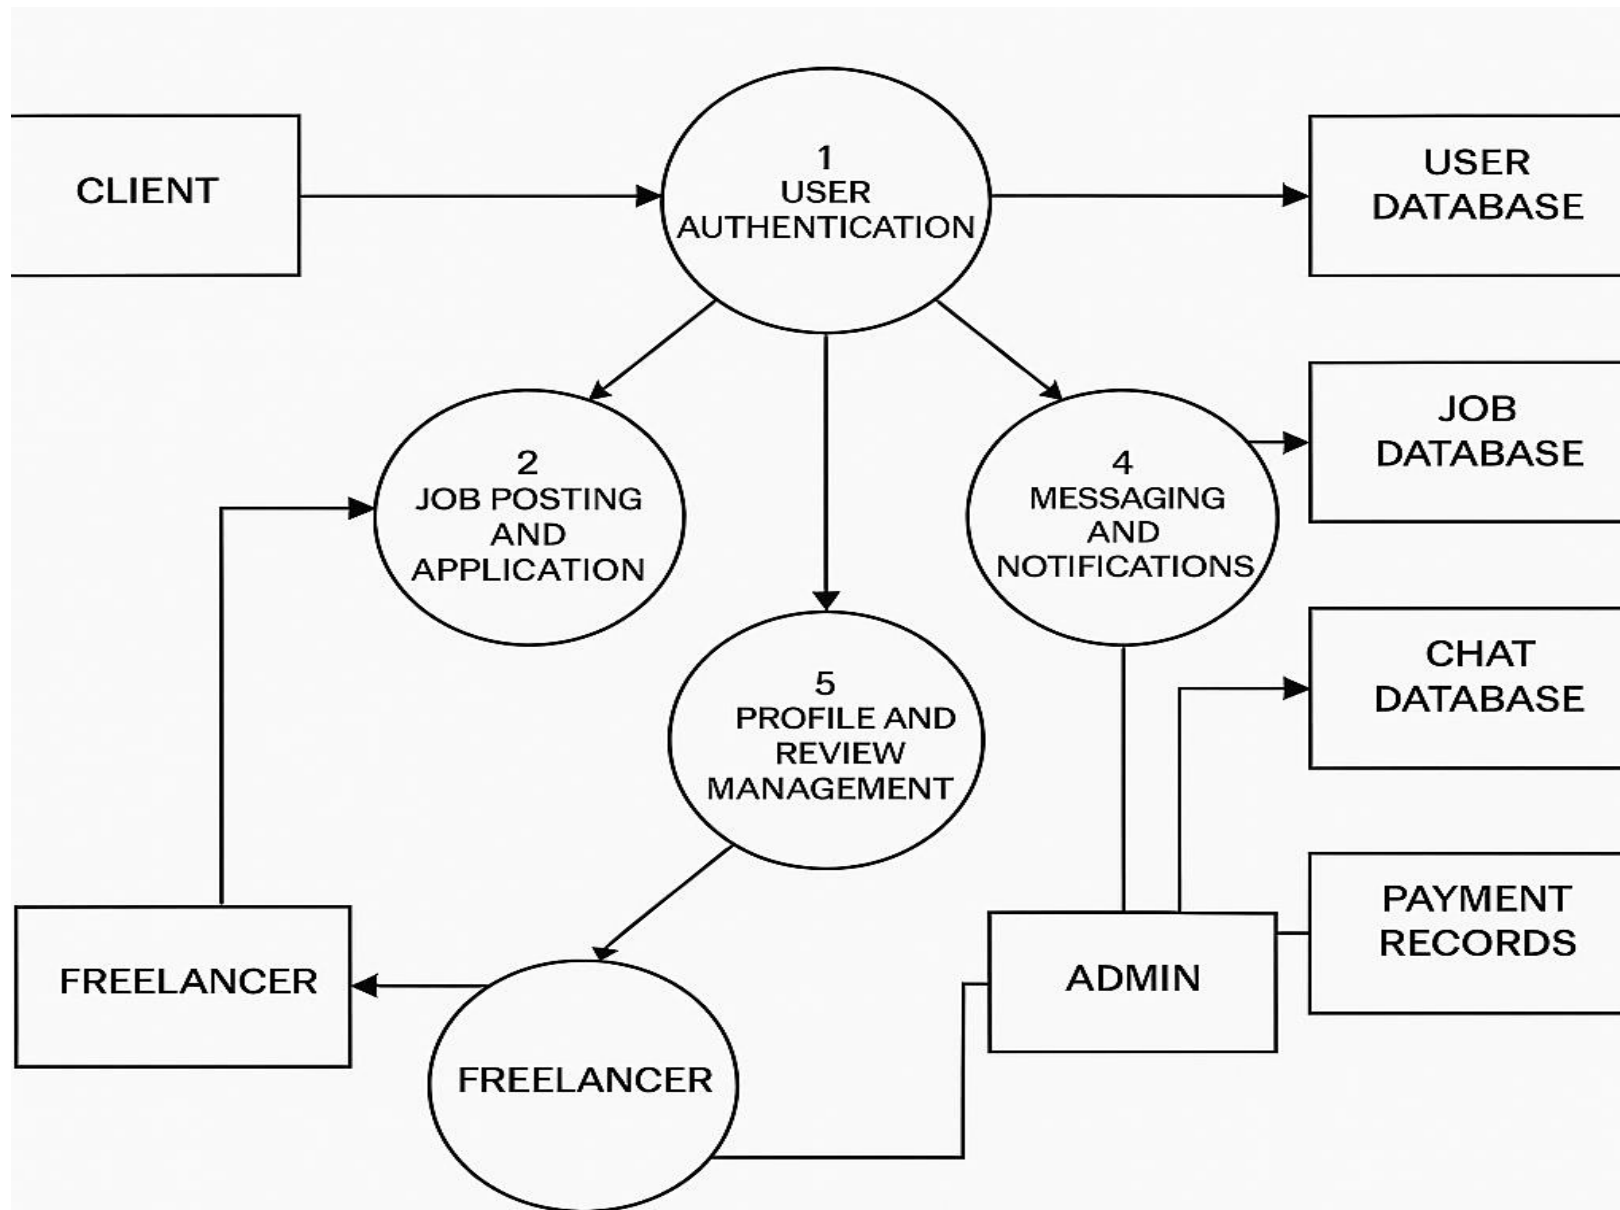 CLIENT
1
USER
AUTHENTICATION
USER
DATABASE
2
JOB POSTING
AND
APPLICATION
4
MESSAGING
AND
NOTIFICATIONS
JOB
DATABASE
5
PROFILE AND
REVIEW
MANAGEMENT
CHAT
DATABASE
FREELANCER
FREELANCER
ADMIN
PAYMENT
RECORDS